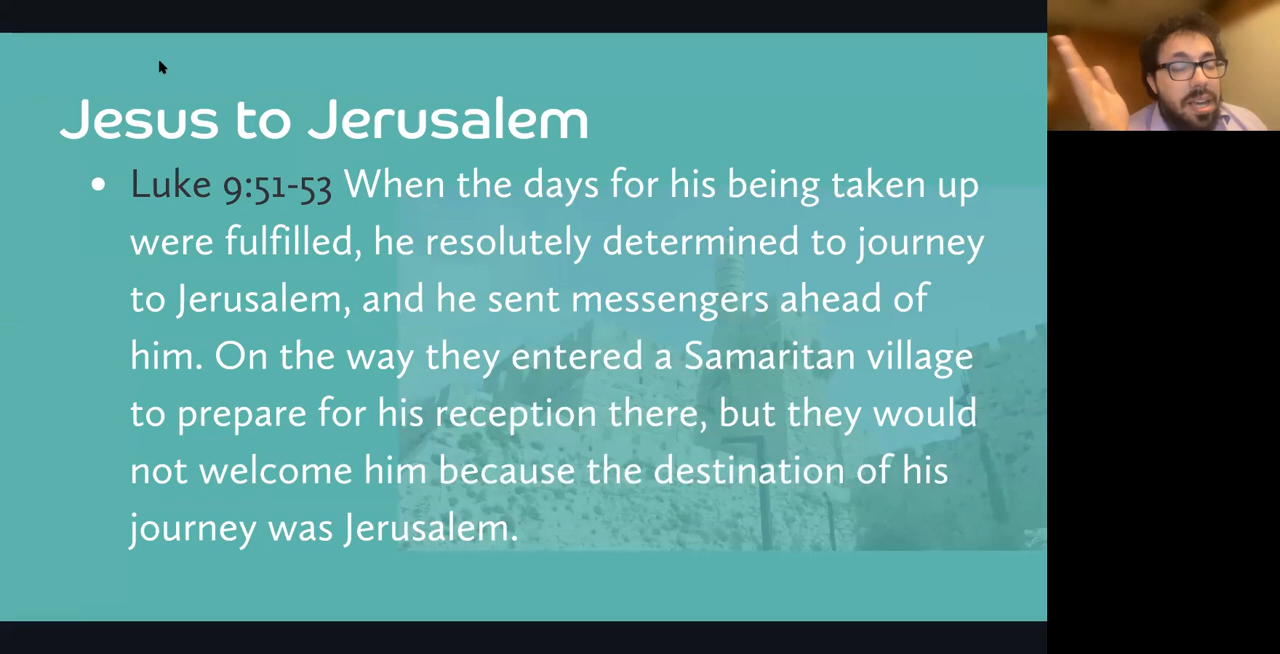 Jesus to Jerusalem
• Luke 9:51-53 When the days for his being taken up
were fulfilled, he resolutely determined to journey
to Jerusalem, and he sent messengers ahead of
him. On the way they entered a Samaritan village
to prepare for his reception there, but they would
not welcome him because the destination of his
journey was Jerusalem.